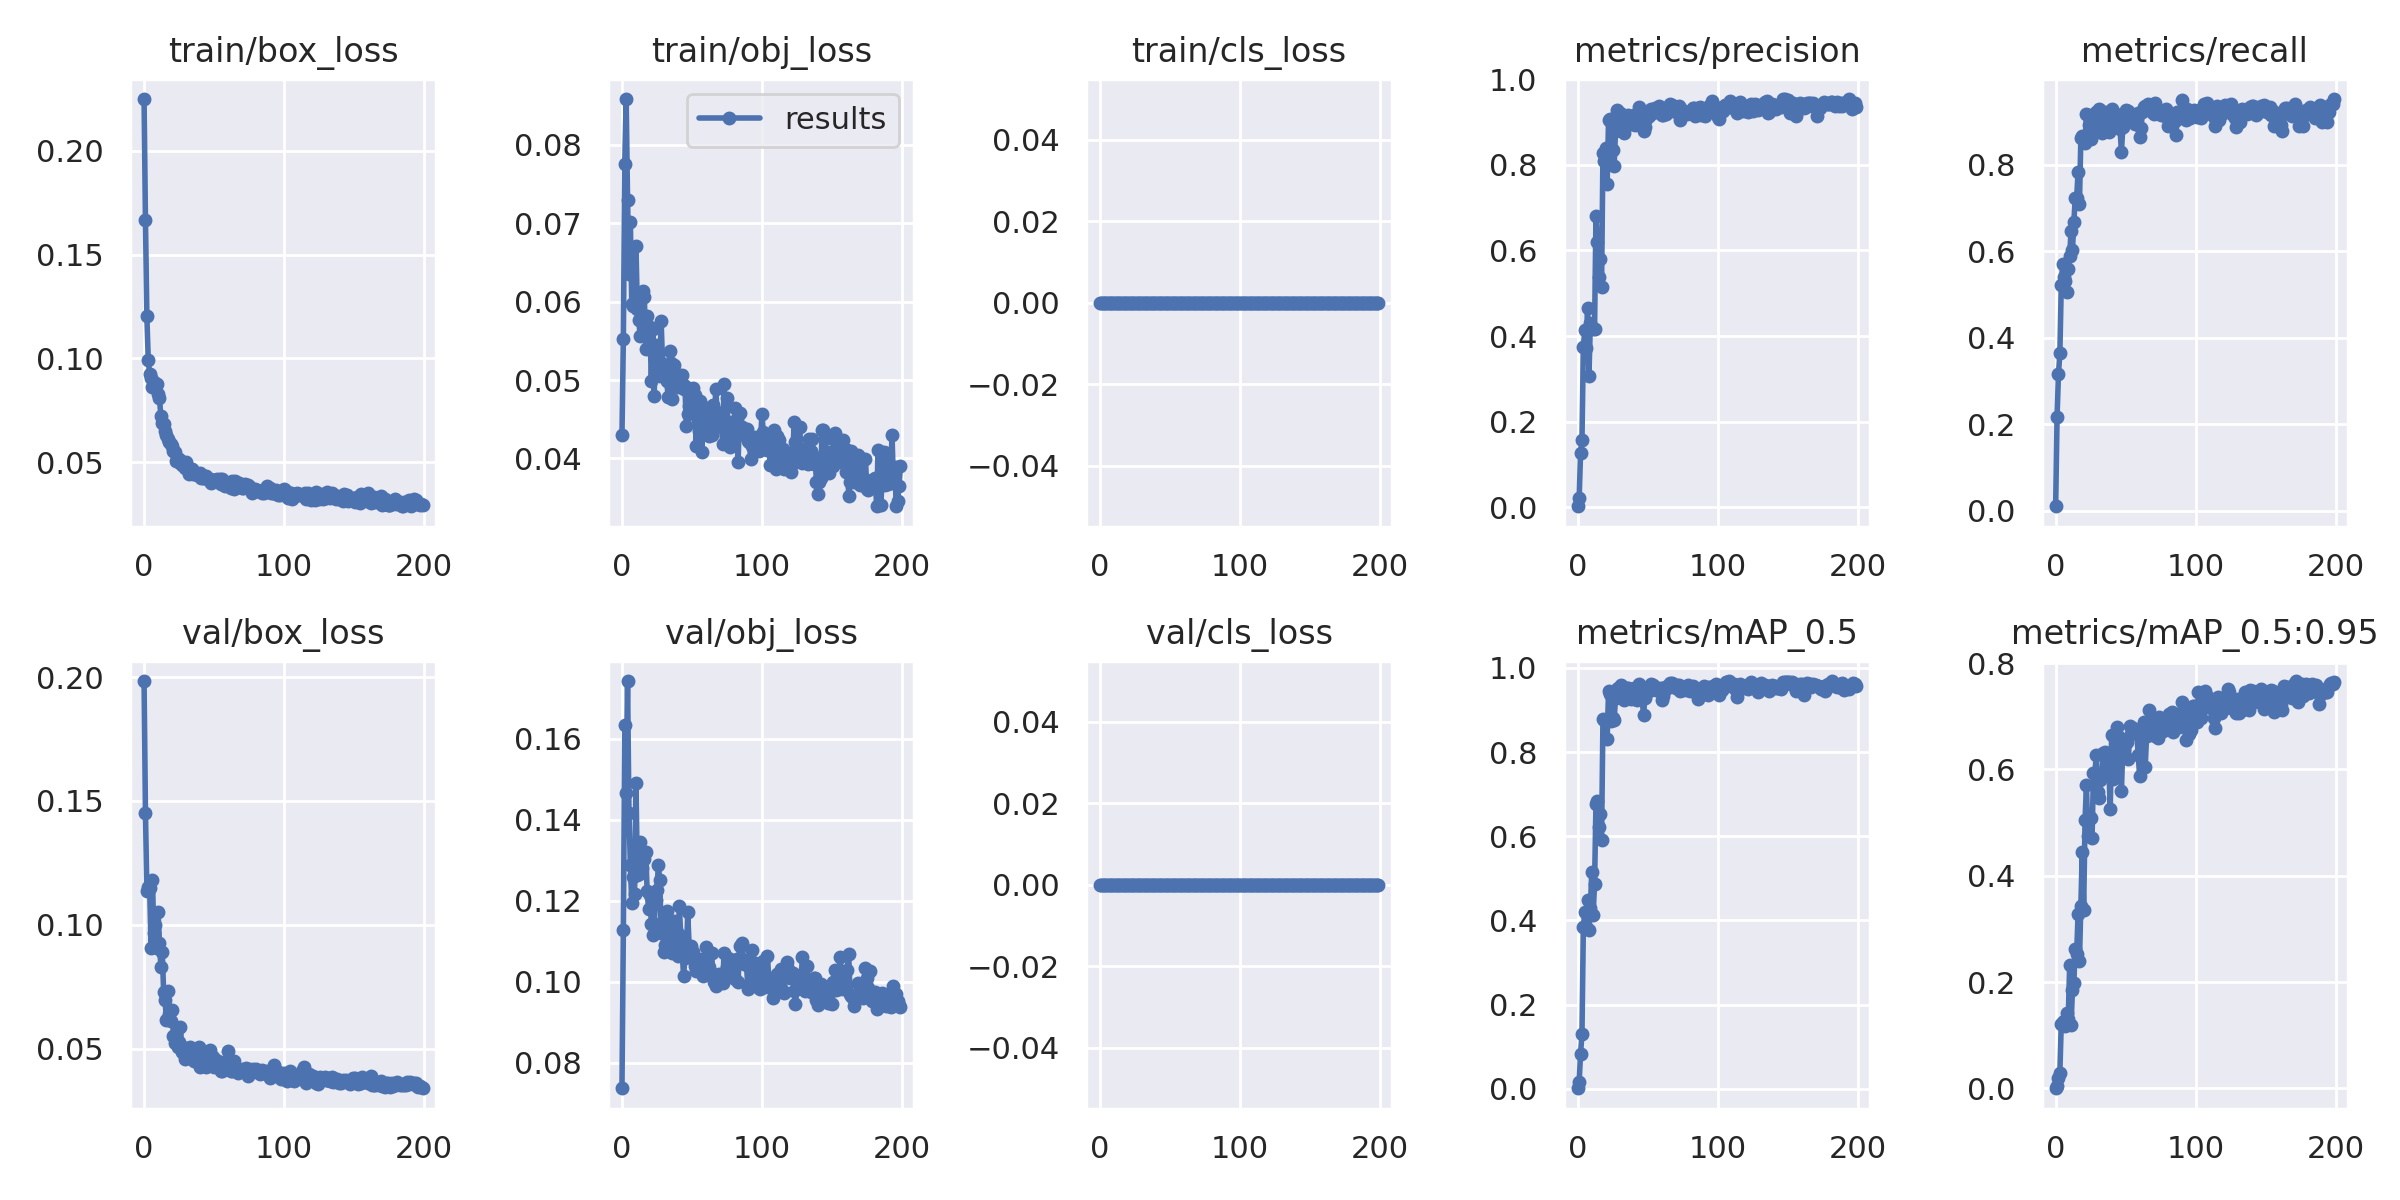 train/box_loss
0.20
0.15
0.10
0.05
0 100 200
train/obj_loss
results
0.08
0.07
0.06
0.05
0.04
0 100 200
train/cls_loss
0.04
0.02
0.00
−0.02
−0.04
0 100 200
metrics/precision
1.0
0.8
0.6
0.4
0.2
0.0
0 100 200
metrics/recall
0.8
0.6
0.4
0.2
0.0
0 100 200
val/box_loss
0.20
0.15
0.10
0.05
0 100 200
val/obj_loss
0.16
0.14
0.12
0.10
0.08
0 100 200
val/cls_loss
0.04
0.02
0.00
−0.02
−0.04
0 100 200
metrics/mAP_0.5
1.0
0.8
0.6
0.4
0.2
0.0
0 100 200
metrics/mAP_0.5:0.95
0.8
0.6
0.4
0.2
0.0
0 100 200